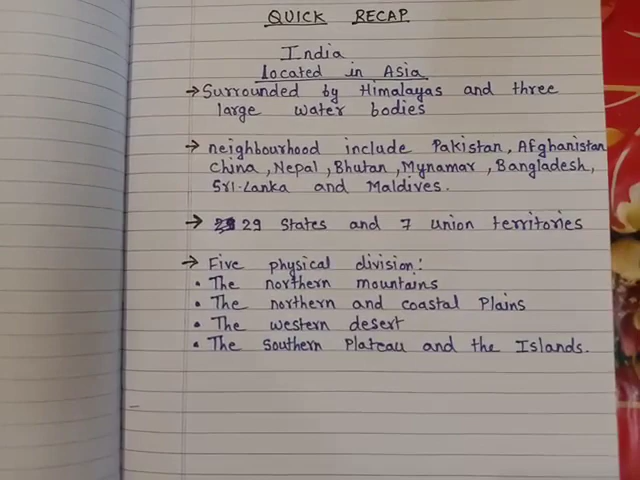 QUICK RECAP
India
located in Asia
→ Surrounded by Himalayas and three
large water bodies
→ neighbourhood include Pakistan, Afghanistan
China, Nepal, Bhutan, Mynamar, Bangladesh,
Sri-Lanka and Maldives.
→ 29 States and 7 union territories
→ Five physical division:
• The northern mountains
• The northern and coastal Plains
• The western desert
• The Southern Plateau and the Islands.